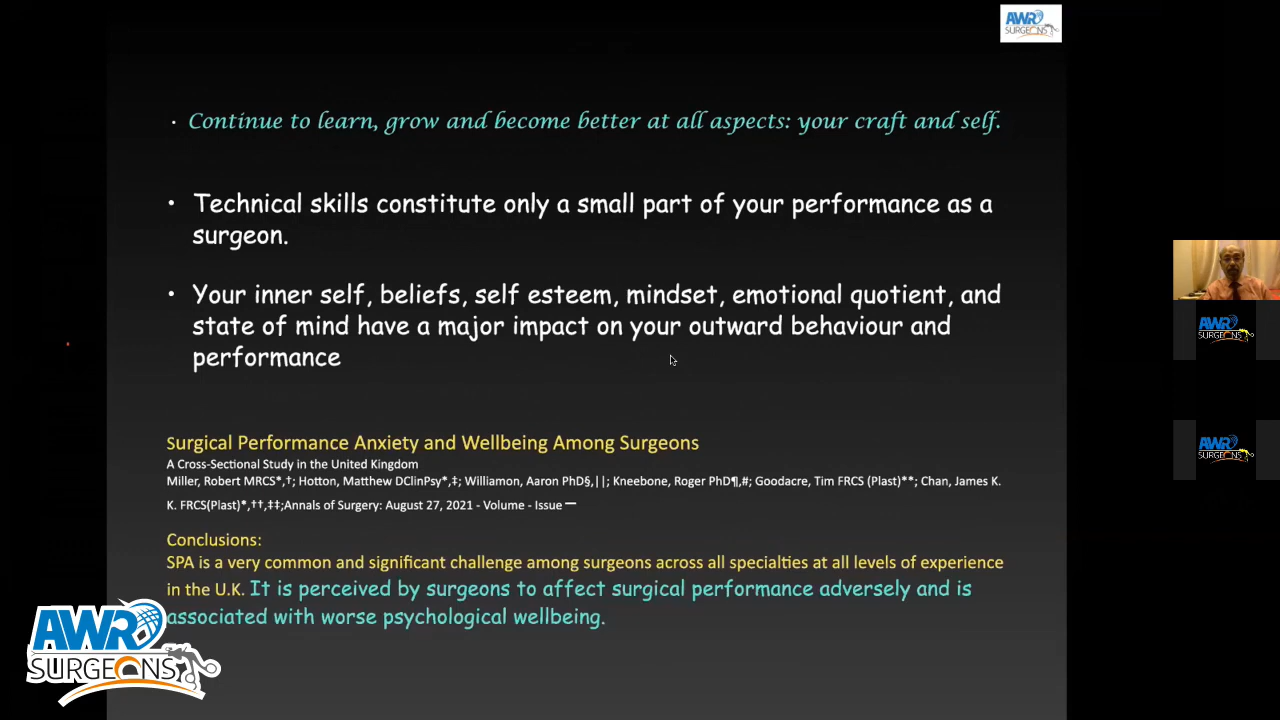 AWR
SURGEONS
• Continue to learn, grow and become better at all aspects: your craft and self.
• Technical skills constitute only a small part of your performance as a
surgeon.
• Your inner self, beliefs, self esteem, mindset, emotional quotient, and
state of mind have a major impact on your outward behaviour and
performance
Surgical Performance Anxiety and Wellbeing Among Surgeons
A Cross-Sectional Study in the United Kingdom
Miller, Robert MRCS*,†; Hotton, Matthew DClinPsy*,‡; Williamon, Aaron PhD§,||; Kneebone, Roger PhD¶,#; Goodacre, Tim FRCS (Plast)**; Chan, James K.
K. FRCS(Plast)*,††,‡‡;Annals of Surgery: August 27, 2021 - Volume - Issue —
Conclusions:
SPA is a very common and significant challenge among surgeons across all specialties at all levels of experience
in the U.K. It is perceived by surgeons to affect surgical performance adversely and is
associated with worse psychological wellbeing.
AWR
SURGEONS
AWR
SURGEONS
AWR
SURGEONS